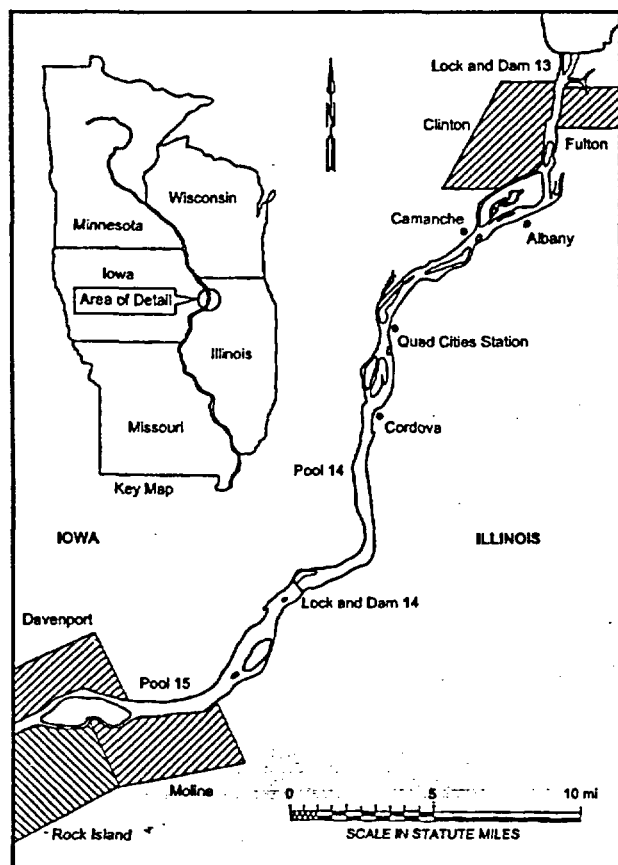 Lock and Dam 13
Clinton
Fulton
N
Wisconsin
Minnesota
Camanche
Albany
Iowa
Area of Detail
Quad Cities Station
Illinois
Cordova
Missouri
Pool 14
Key Map
IOWA
ILLINOIS
Lock and Dam 14
Davenport
Pool 15
Moline
0
5
10 mi
Rock Island
SCALE IN STATUTE MILES